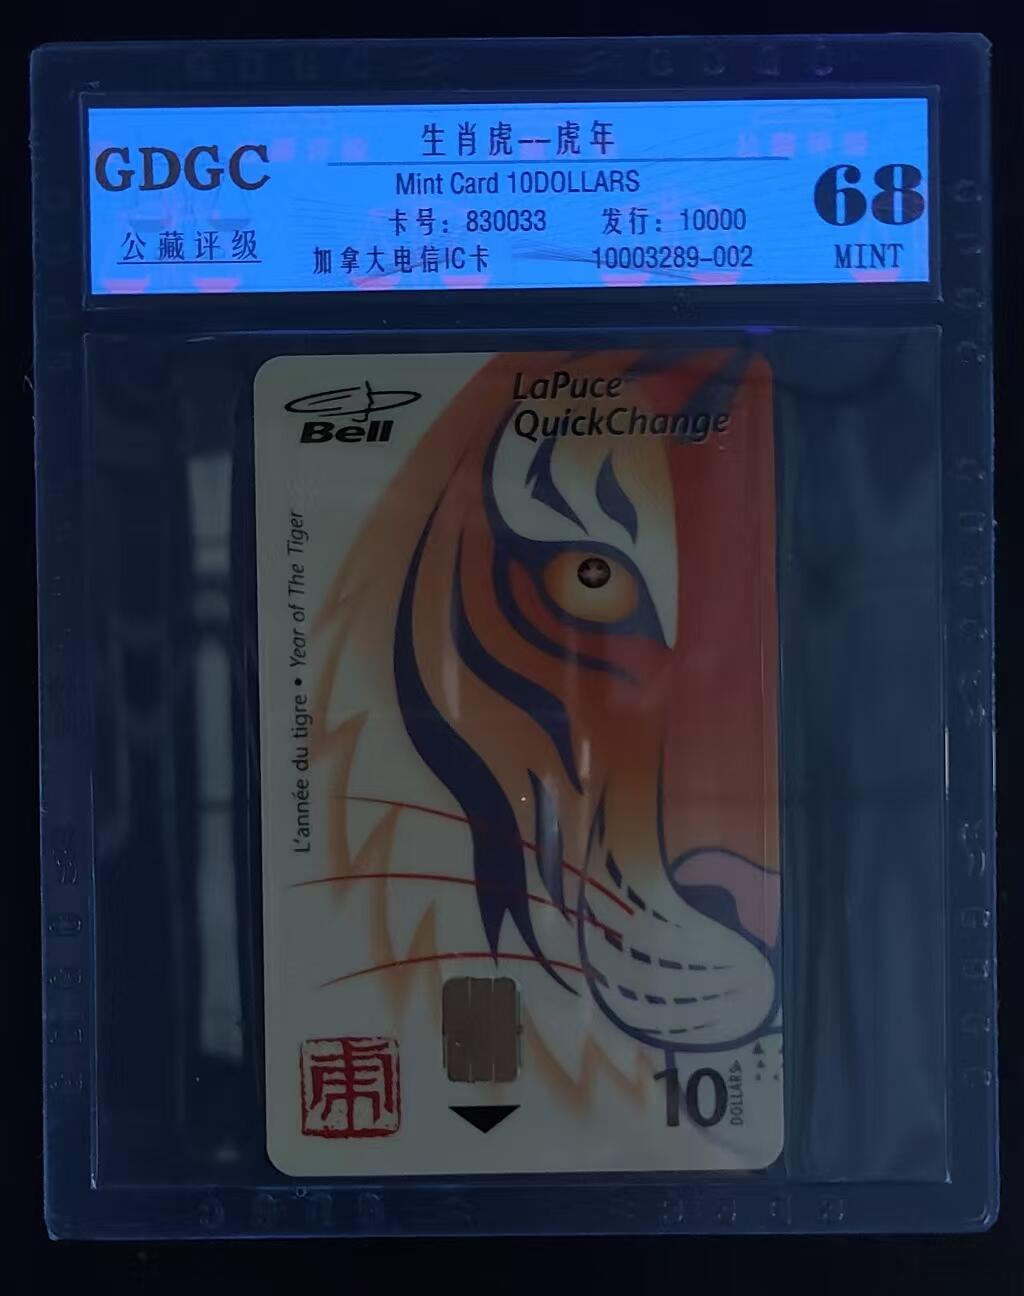 GDGC
公藏评级
生肖虎--虎年
Mint Card 10DOLLARS
卡号：830033 发行：10000
加拿大电信IC卡 10003289-002
68
MINT
Bell
LaPuce
QuickChange
L'année du tigre • Year of The Tiger
虎
10
DOLLARS